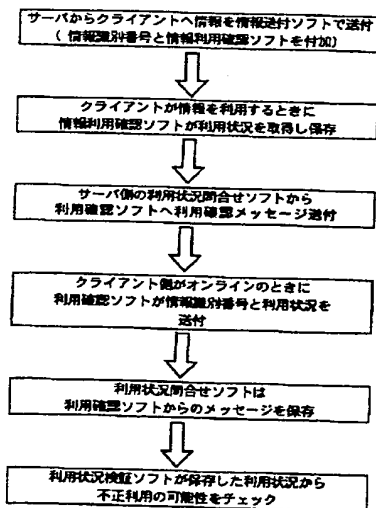 サーバからクライアントへ情報を情報送付ソフトで送付
( 情報識別番号と情報利用確認ソフトを付加)
クライアントが情報を利用するときに
情報利用確認ソフトが利用状況を取得し保存
サーバ側の利用状況問合せソフトから
利用確認ソフトへ利用確認メッセージ送付
クライアント側がオンラインのときに
利用確認ソフトが情報識別番号と利用状況を
送付
利用状況問合せソフトは
利用確認ソフトからのメッセージを保存
利用状況検証ソフトが保存した利用状況から
不正利用の可能性をチェック